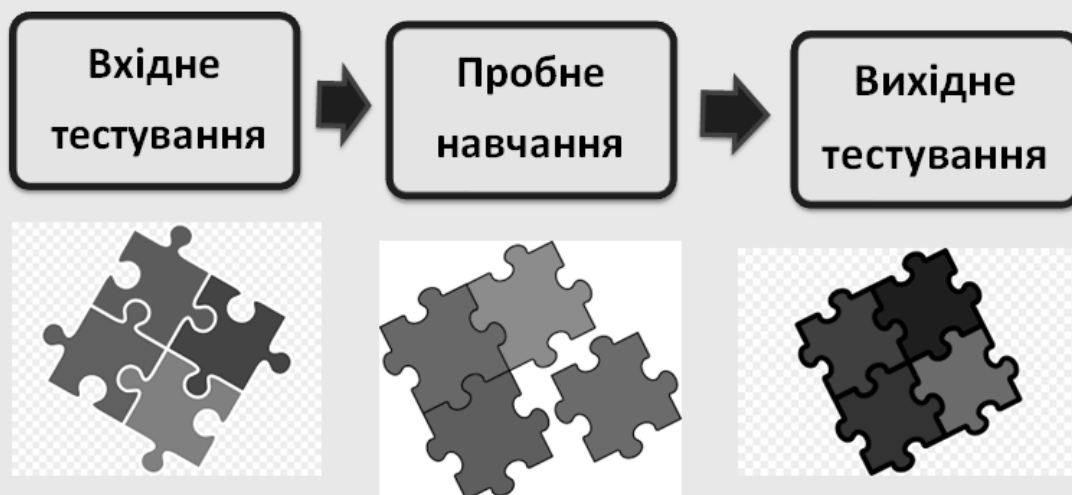 Вхідне
тестування
Пробне
навчання
Вихідне
тестування